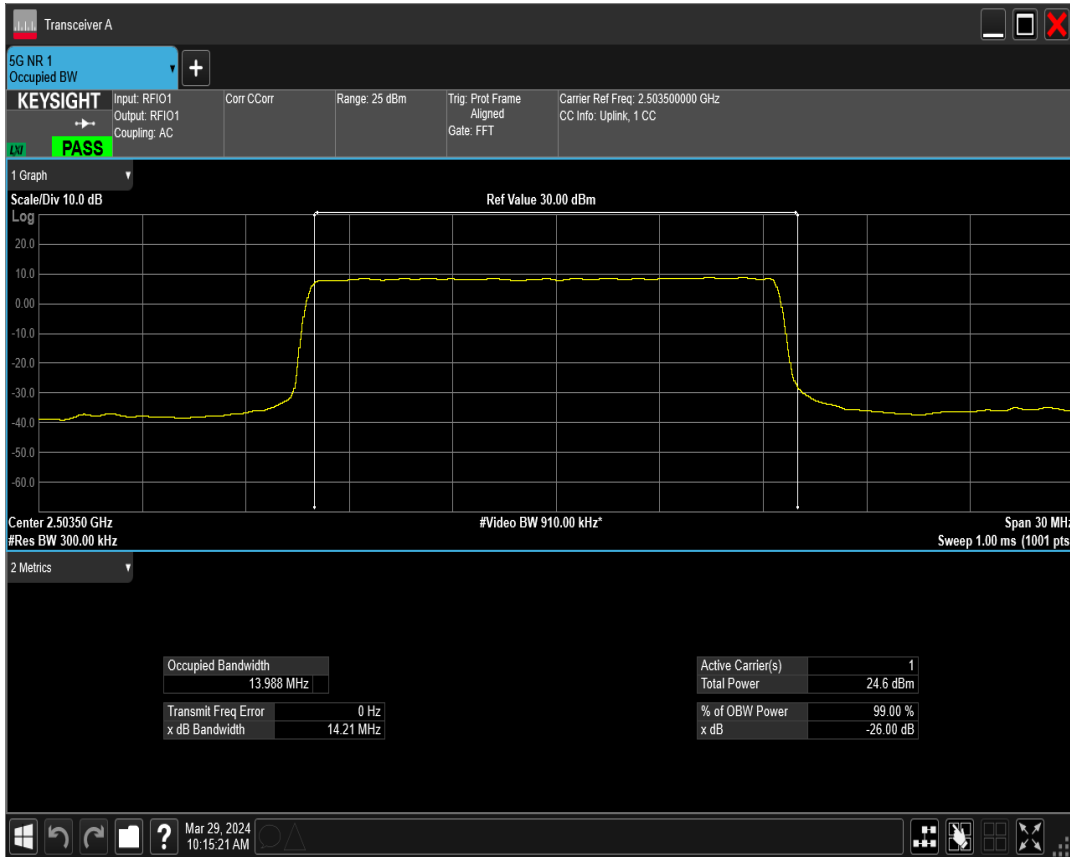 Transceiver A
5G NR 1
Occupied BW
KEYSIGHT
Input: RFIO1
Output: RFIO1
Coupling: AC
Corr CCorr
Range: 25 dBm
Trig: Prot Frame
Aligned
Gate: FFT
Carrier Ref Freq: 2.503500000 GHz
CC Info: Uplink, 1 CC
LXI
PASS
1 Graph
Scale/Div 10.0 dB
Ref Value 30.00 dBm
Log
20.0
10.0
0.00
-10.0
-20.0
-30.0
-40.0
-50.0
-60.0
Center 2.50350 GHz
#Video BW 910.00 kHz*
Span 30 MHz
#Res BW 300.00 kHz
Sweep 1.00 ms (1001 pts
2 Metrics
Occupied Bandwidth
13.988 MHz
Transmit Freq Error 0 Hz
x dB Bandwidth 14.21 MHz
Active Carrier(s) 1
Total Power 24.6 dBm
% of OBW Power 99.00 %
x dB -26.00 dB
?
Mar 29, 2024
10:15:21 AM